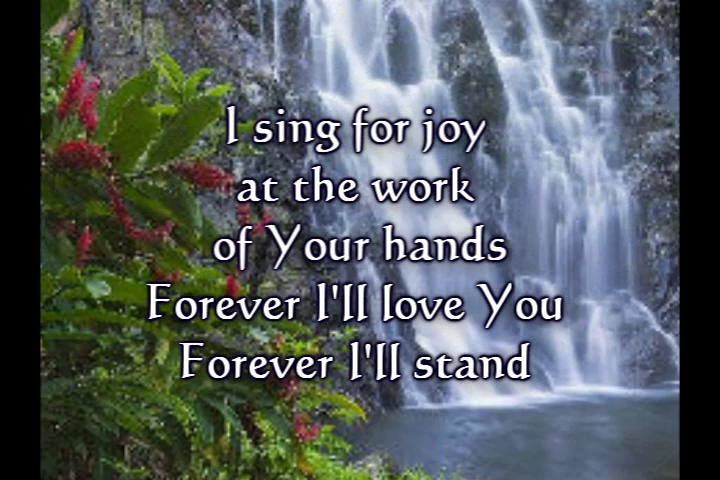 I sing for joy
at the work
of Your hands
Forever I'll love You
Forever I'll stand